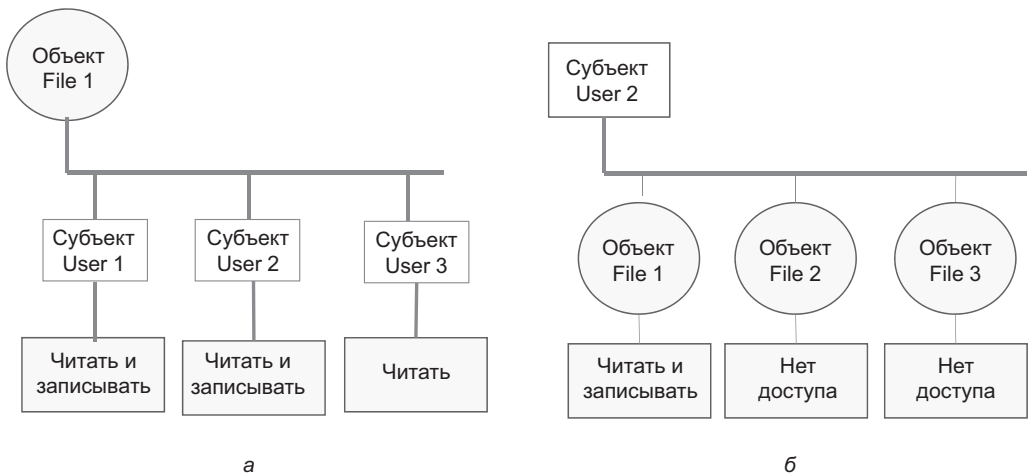 Объект
File 1
Субъект
User 1
Субъект
User 2
Субъект
User 3
Читать и
записывать
Читать и
записывать
Читать
а
Субъект
User 2
Объект
File 1
Объект
File 2
Объект
File 3
Читать и
записывать
Нет
доступа
Нет
доступа
б